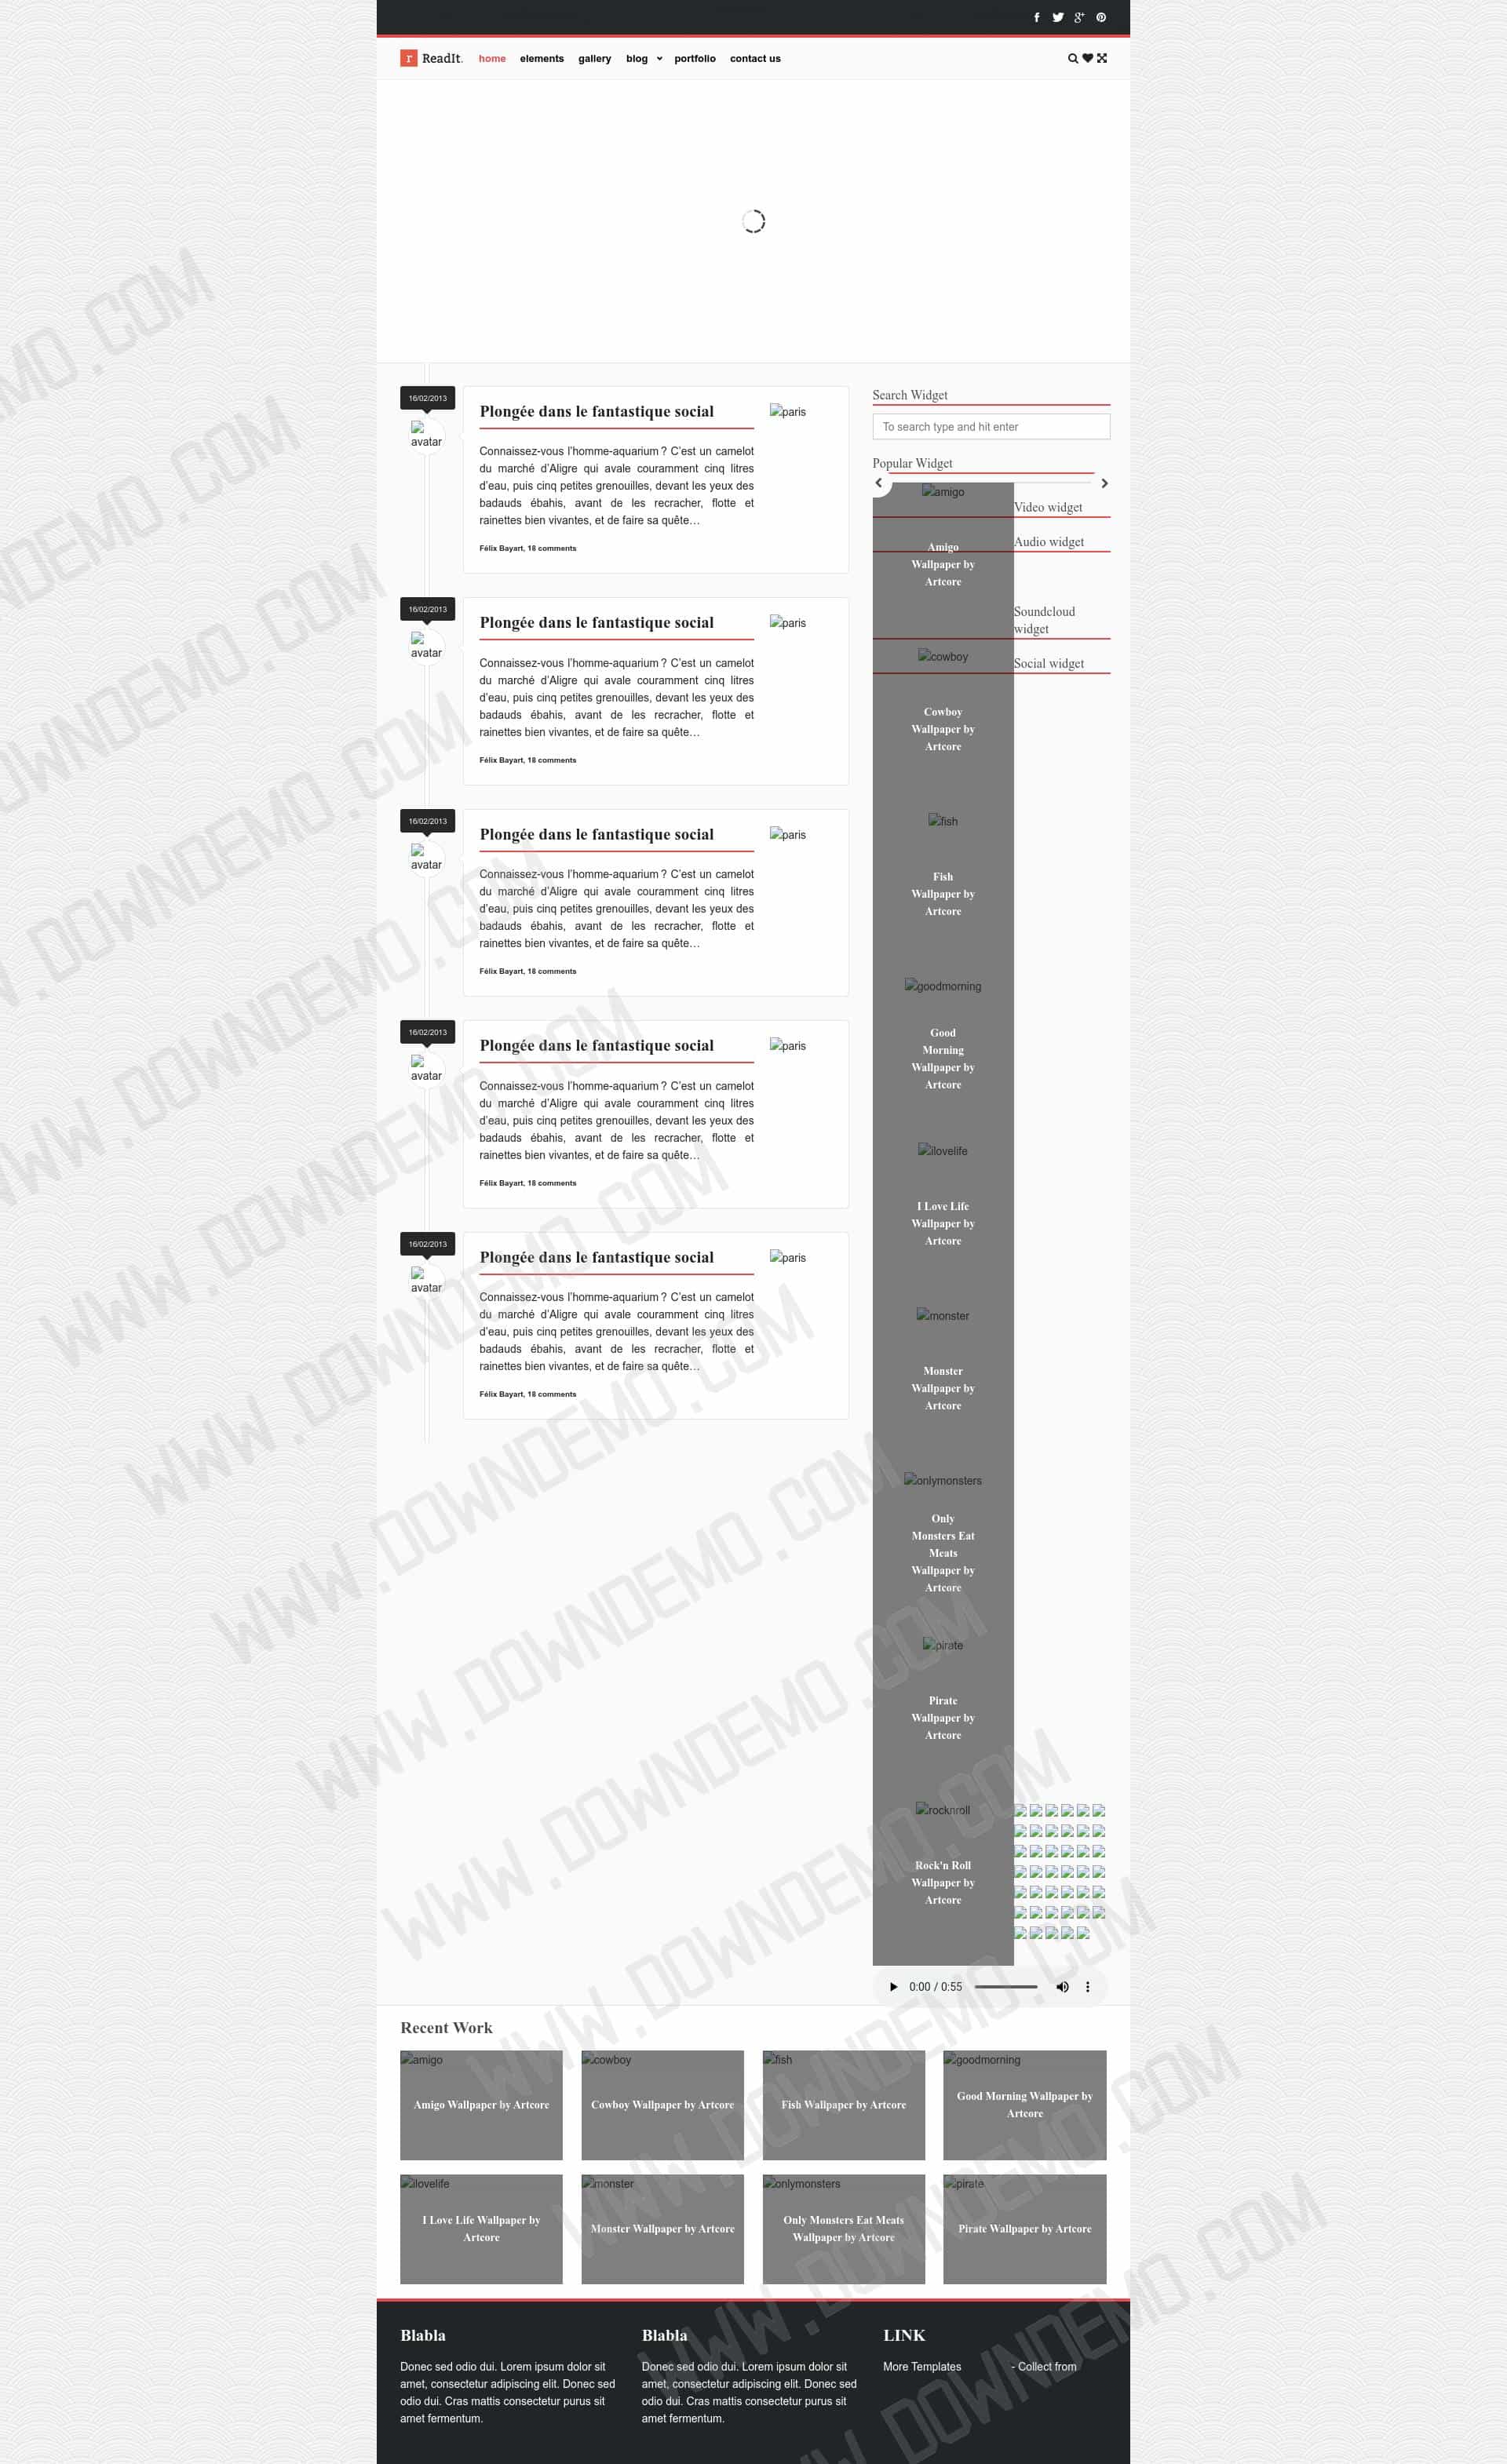 r ReadIt. home elements gallery blog portfolio contact us
16/02/2013
avatar
Plongée dans le fantastique social
paris
Connaissez-vous l'homme-aquarium ? C'est un camelot
du marché d'Aligre qui avale couramment cinq litres
d'eau, puis cinq petites grenouilles, devant les yeux des
badauds ébahis, avant de les recracher, flotte et
rainettes bien vivantes, et de faire sa quête…
Félix Bayart, 18 comments
16/02/2013
avatar
Plongée dans le fantastique social
paris
Connaissez-vous l'homme-aquarium ? C'est un camelot
du marché d'Aligre qui avale couramment cinq litres
d'eau, puis cinq petites grenouilles, devant les yeux des
badauds ébahis, avant de les recracher, flotte et
rainettes bien vivantes, et de faire sa quête…
Félix Bayart, 18 comments
16/02/2013
avatar
Plongée dans le fantastique social
paris
Connaissez-vous l'homme-aquarium ? C'est un camelot
du marché d'Aligre qui avale couramment cinq litres
d'eau, puis cinq petites grenouilles, devant les yeux des
badauds ébahis, avant de les recracher, flotte et
rainettes bien vivantes, et de faire sa quête…
Félix Bayart, 18 comments
16/02/2013
avatar
Plongée dans le fantastique social
paris
Connaissez-vous l'homme-aquarium ? C'est un camelot
du marché d'Aligre qui avale couramment cinq litres
d'eau, puis cinq petites grenouilles, devant les yeux des
badauds ébahis, avant de les recracher, flotte et
rainettes bien vivantes, et de faire sa quête…
Félix Bayart, 18 comments
16/02/2013
avatar
Plongée dans le fantastique social
paris
Connaissez-vous l'homme-aquarium ? C'est un camelot
du marché d'Aligre qui avale couramment cinq litres
d'eau, puis cinq petites grenouilles, devant les yeux des
badauds ébahis, avant de les recracher, flotte et
rainettes bien vivantes, et de faire sa quête…
Félix Bayart, 18 comments
Search Widget
To search type and hit enter
Popular Widget
amigo
Amigo
Wallpaper by
Artcore
Video widget
Audio widget
Soundcloud
widget
Social widget
cowboy
Cowboy
Wallpaper by
Artcore
fish
Fish
Wallpaper by
Artcore
goodmorning
Good
Morning
Wallpaper by
Artcore
ilovelife
I Love Life
Wallpaper by
Artcore
monster
Monster
Wallpaper by
Artcore
onlymonsters
Only
Monsters Eat
Meats
Wallpaper by
Artcore
pirate
Pirate
Wallpaper by
Artcore
rocknroll
Rock'n Roll
Wallpaper by
Artcore
0:00 / 0:55
Recent Work
amigo
Amigo Wallpaper by Artcore
cowboy
Cowboy Wallpaper by Artcore
fish
Fish Wallpaper by Artcore
goodmorning
Good Morning Wallpaper by
Artcore
ilovelife
I Love Life Wallpaper by
Artcore
monster
Monster Wallpaper by Artcore
onlymonsters
Only Monsters Eat Meats
Wallpaper by Artcore
pirate
Pirate Wallpaper by Artcore
Blabla
Donec sed odio dui. Lorem ipsum dolor sit
amet, consectetur adipiscing elit. Donec sed
odio dui. Cras mattis consectetur purus sit
amet fermentum.
Blabla
Donec sed odio dui. Lorem ipsum dolor sit
amet, consectetur adipiscing elit. Donec sed
odio dui. Cras mattis consectetur purus sit
amet fermentum.
LINK
More Templates - Collect from
WWW.DOWNDEMO.COM